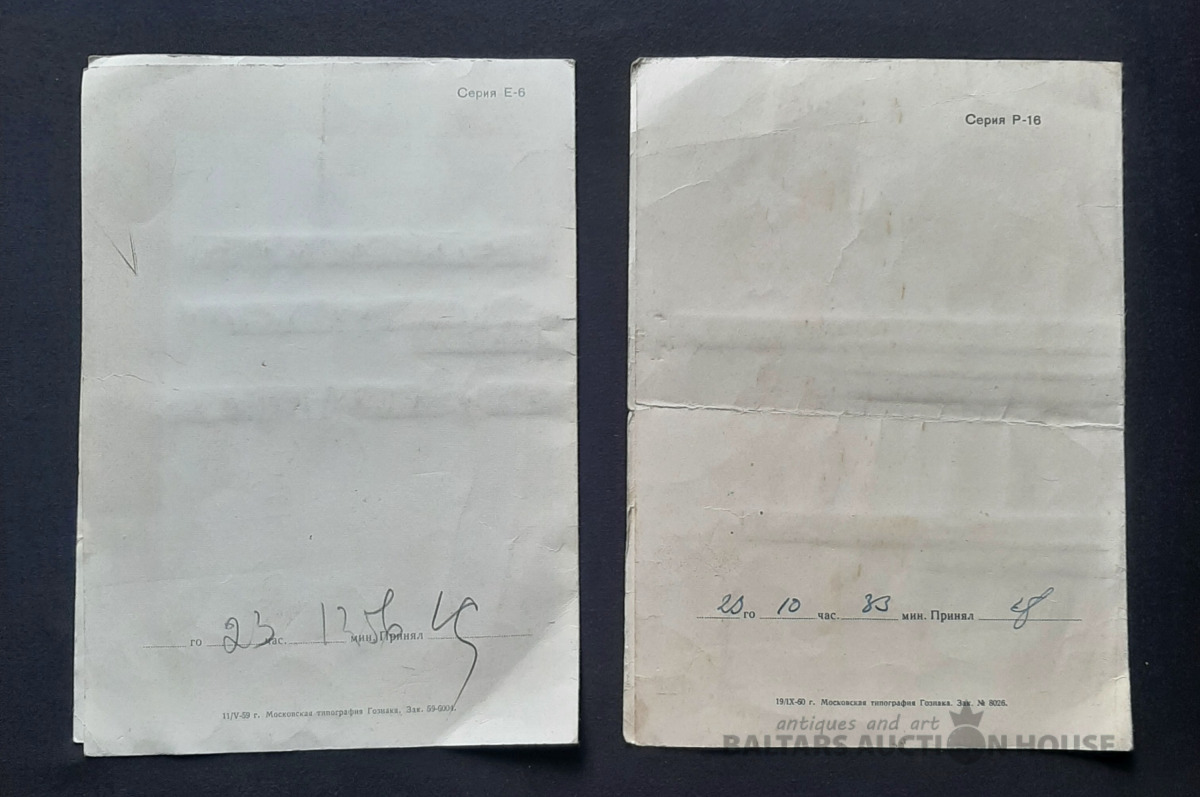 Серия Е-6
го 23 час. 13 56 мин. Принял
11/V-59 г. Московская типография Гознака. Зак. 59-6004.
Серия Р-16
23 го 10 час. 33 мин. Принял
19/IX-60 г. Московская типография Гознака. Зак. № 8026.
antiques and art
BALTARS AUCTION HOUSE